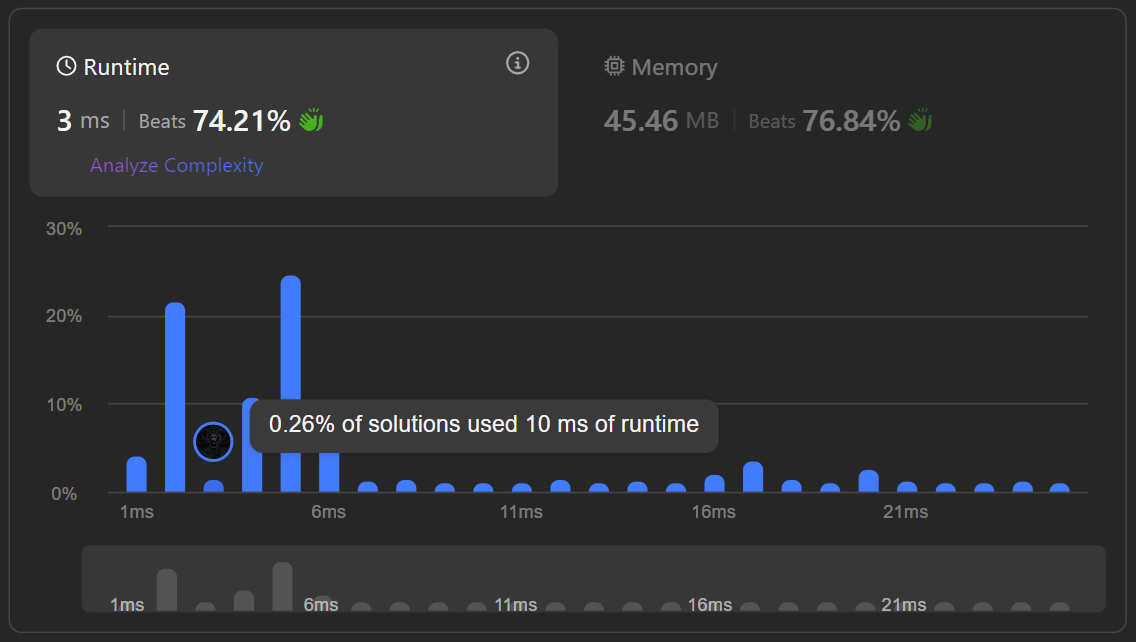 Runtime
3 ms | Beats 74.21%
Analyze Complexity
Memory
45.46 MB | Beats 76.84%
30%
20%
10%
0%
0.26% of solutions used 10 ms of runtime
1ms 6ms 11ms 16ms 21ms
1ms 6ms 11ms 16ms 21ms